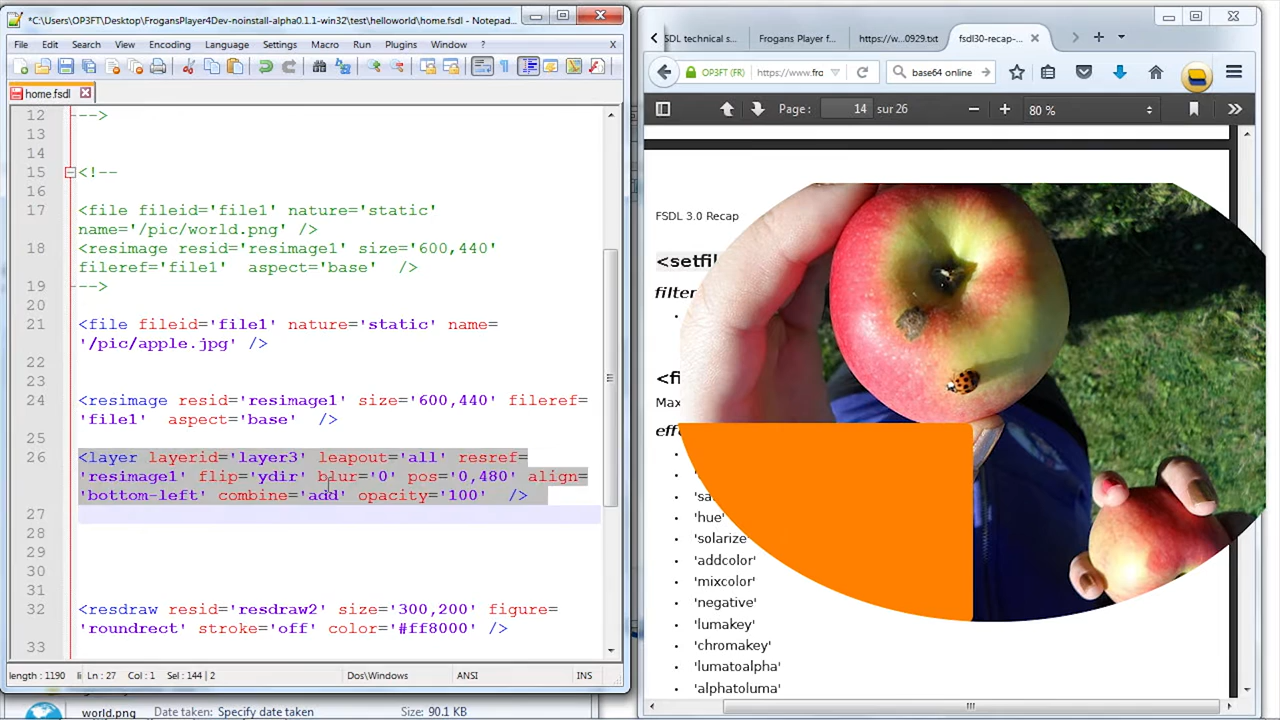 *C:\Users\OP3FT\Desktop\FrogansPlayer4Dev-noinstall-alpha0.1.1-win32\test\helloworld\home.fsdl - Notepad...
File Edit Search View Encoding Language Settings Macro Run Plugins Window ? X
home.fsdl
12 --->
13
14
15 <!--
16
17 <file fileid='file1' nature='static'
name='/pic/world.png' />
18 <resimage resid='resimage1' size='600,440'
fileref='file1' aspect='base' />
19 --->
20
21 <file fileid='file1' nature='static' name=
'/pic/apple.jpg' />
22
23
24 <resimage resid='resimage1' size='600,440' fileref=
'file1' aspect='base' />
25
26 <layer layerid='layer3' leapout='all' resref=
'resimage1' flip='ydir' blur='0' pos='0,480' align=
'bottom-left' combine='add' opacity='100' />
27
28
29
30
31
32 <resdraw resid='resdraw2' size='300,200' figure=
'roundrect' stroke='off' color='#ff8000' />
33
length : 1190 li Ln : 27 Col : 1 Sel : 144 | 2 Dos\Windows ANSI INS
world.png Date taken: Specify date taken Size: 90.1 KB
SDL technical s... Frogans Player f... https://w...0929.txt fsdl30-recap-...
OP3FT (FR) https://www.fro base64 online
Page : 14 sur 26 80 %
FSDL 3.0 Recap
<setfil
filter
<fi
Max
effe
'sa
'hue'
'solarize'
'addcolor'
'mixcolor'
'negative'
'lumakey'
'chromakey'
'lumatoalpha'
'alphatoluma'